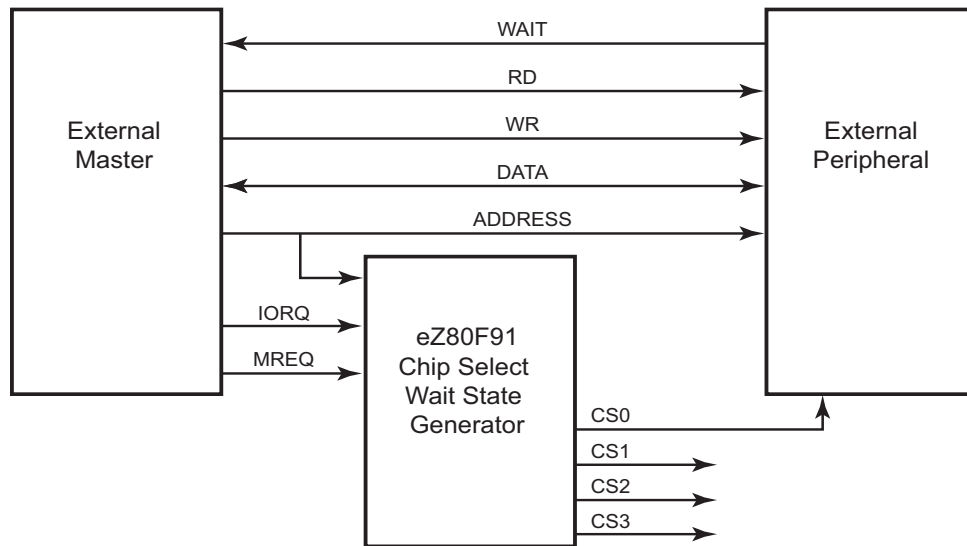 WAIT
RD
WR
DATA
ADDRESS
External
Master
External
Peripheral
IORQ
MREQ
eZ80F91
Chip Select
Wait State
Generator
CS0
CS1
CS2
CS3